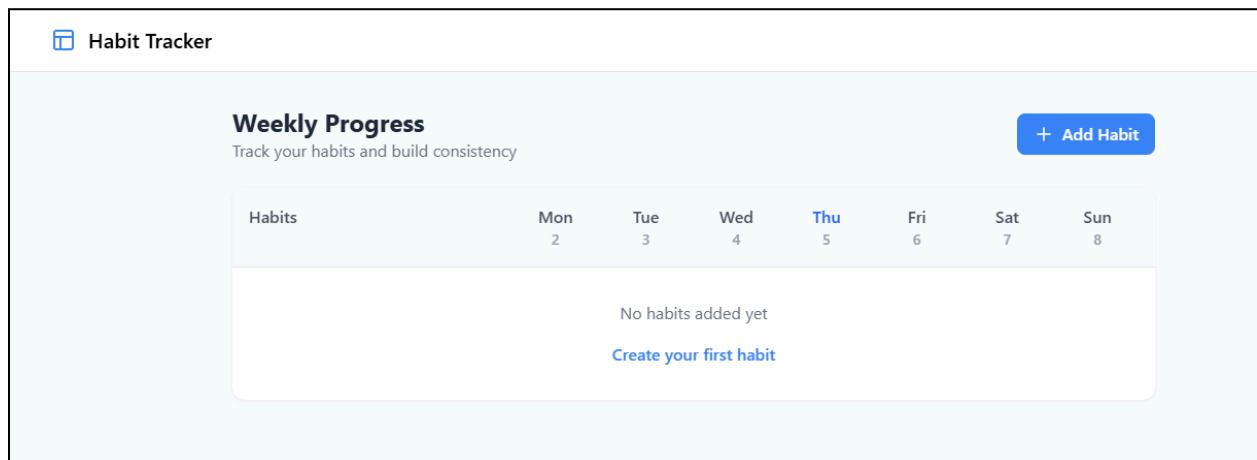 Habit Tracker
Weekly Progress
Track your habits and build consistency
+ Add Habit
Habits Mon Tue Wed Thu Fri Sat Sun
2 3 4 5 6 7 8
No habits added yet
Create your first habit